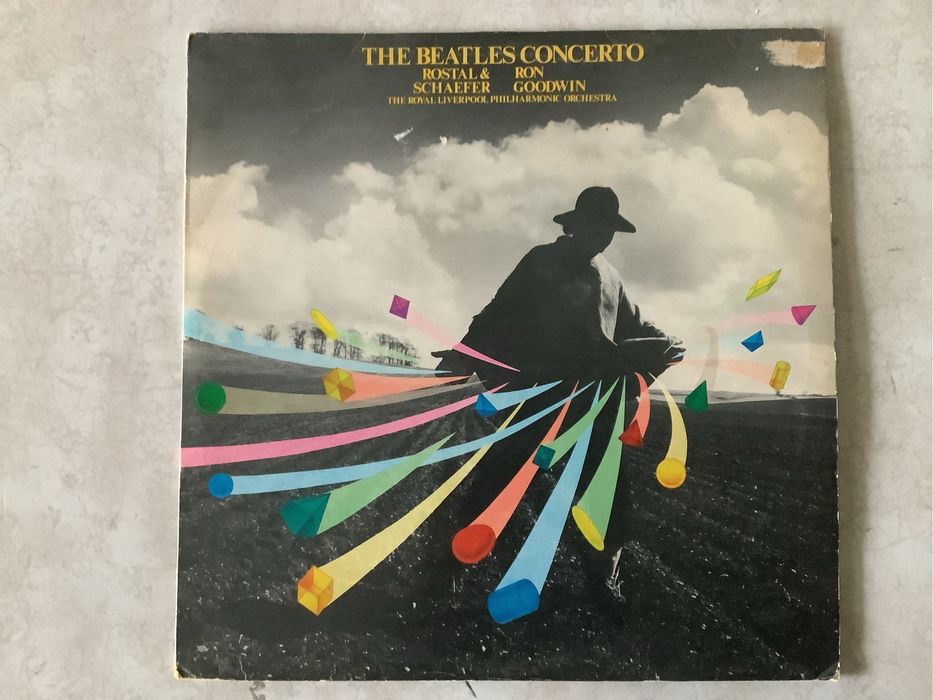 THE BEATLES CONCERTO
ROSTAL & RON
SCHAEFER GOODWIN
THE ROYAL LIVERPOOL PHILHARMONIC ORCHESTRA